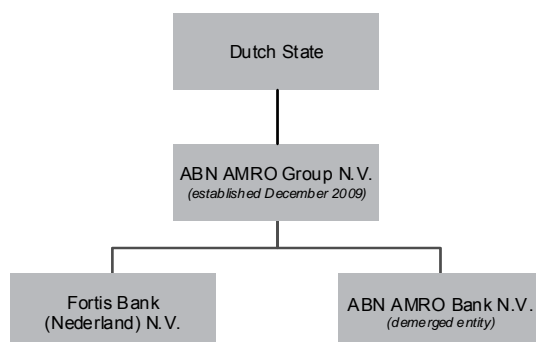 Dutch State
ABN AMRO Group N.V.
(established December 2009)
Fortis Bank
(Nederland) N.V.
ABN AMRO Bank N.V.
(demerged entity)